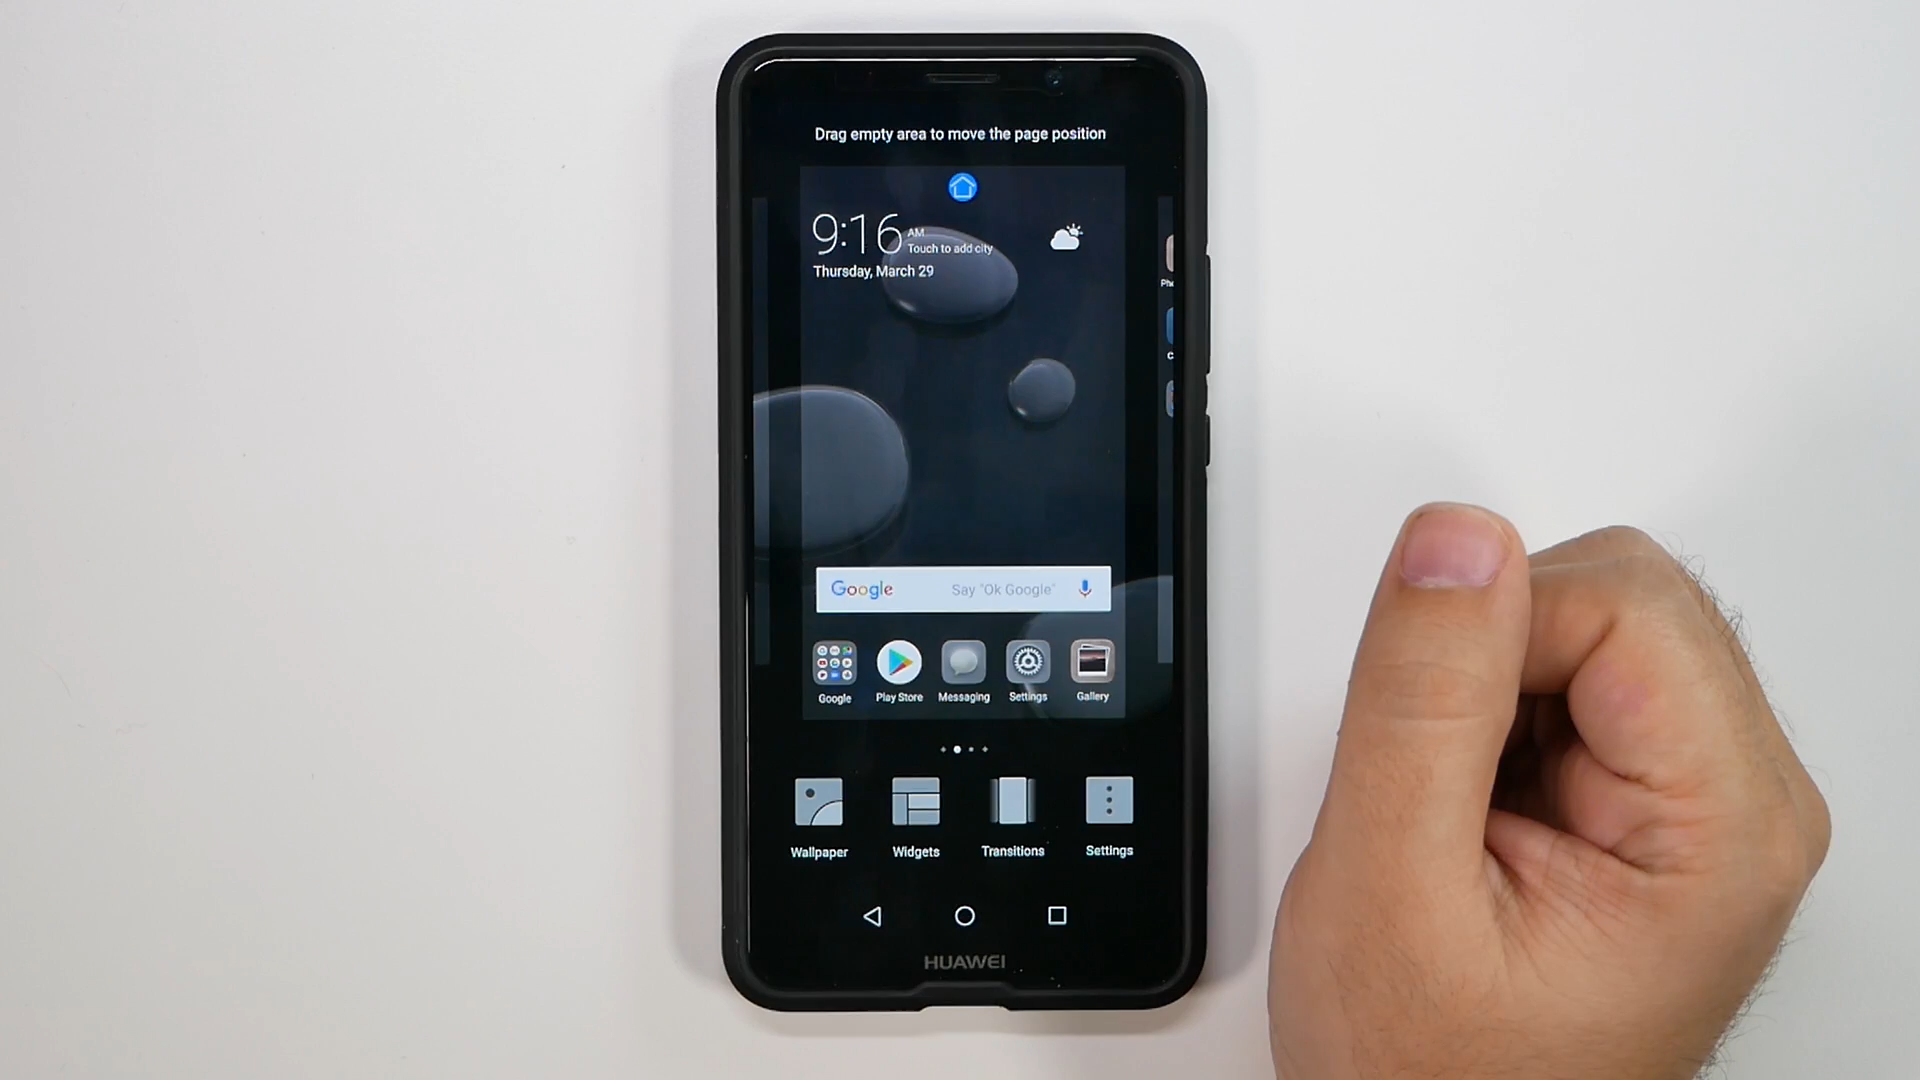 Drag empty area to move the page position
9:16 AM
Touch to add city
Thursday, March 29
Google Say "Ok Google"
Google Play Store Messaging Settings Gallery
Wallpaper Widgets Transitions Settings
HUAWEI